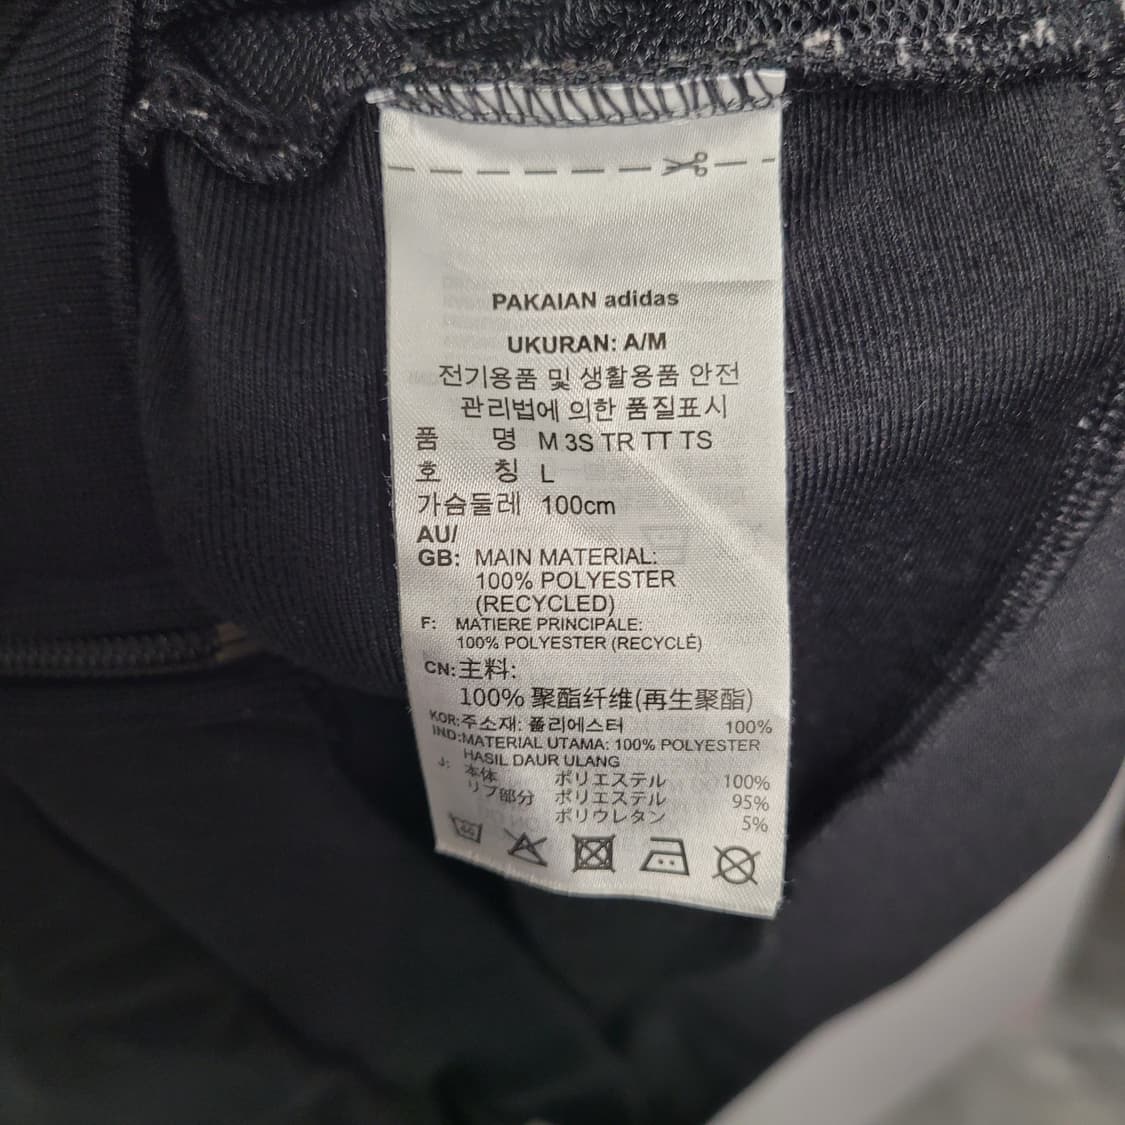 PAKAIAN adidas
UKURAN: A/M
전기용품 및 생활용품 안전
관리법에 의한 품질표시
품 명 M 3S TR TT TS
호 칭 L
가슴둘레 100cm
AU/
GB: MAIN MATERIAL:
100% POLYESTER
(RECYCLED)
F: MATIERE PRINCIPALE:
100% POLYESTER (RECYCLÉ)
CN: 主料:
100% 聚酯纤维(再生聚酯)
KOR: 주소재: 폴리에스터 100%
IND: MATERIAL UTAMA: 100% POLYESTER
HASIL DAUR ULANG
J: 本体 ポリエステル 100%
リブ部分 ポリエステル 95%
ポリウレタン 5%